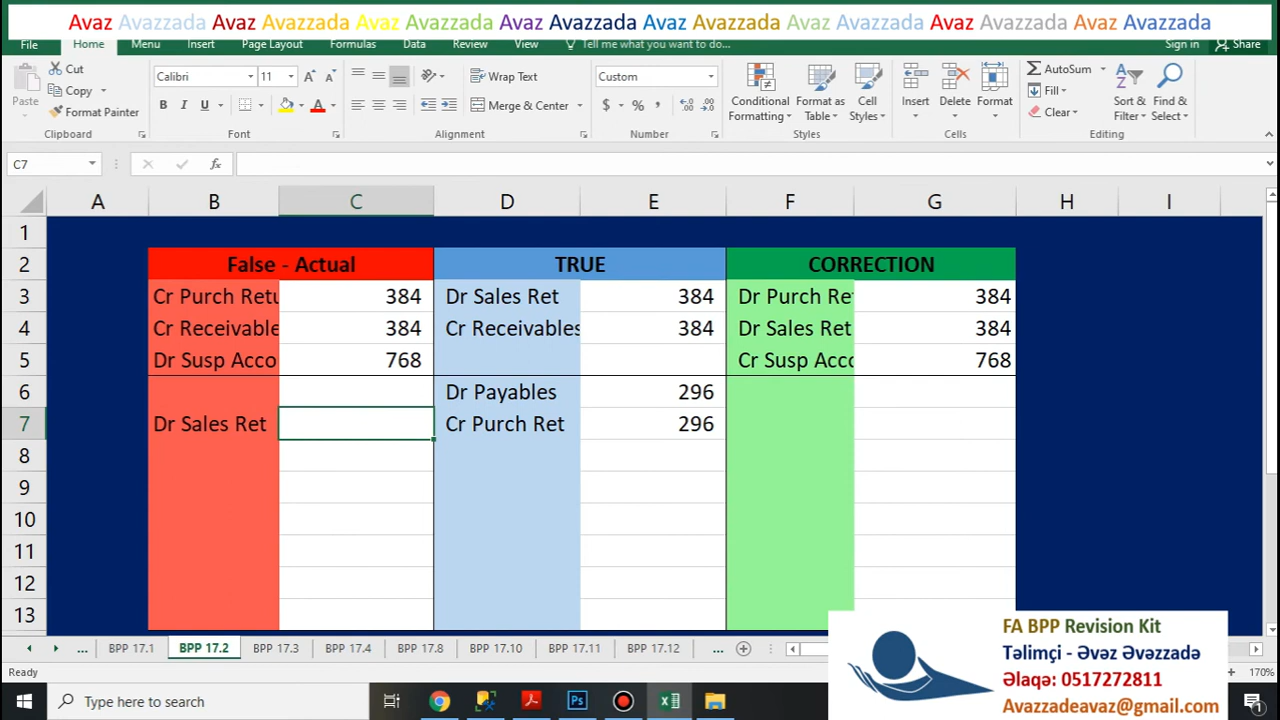 Avaz Avazzada Avaz Avazzada Avaz Avazzada Avaz Avazzada Avaz Avazzada Avaz Avazzada Avaz Avazzada Avaz Avazzada
File Home Menu Insert Page Layout Formulas Data Review View Tell me what you want to do... Sign in Share
Paste Cut Copy Format Painter Clipboard
Calibri 11 B I U A Font
Wrap Text Merge & Center Alignment
Custom $ % , Number
Conditional Formatting Format as Table Cell Styles Styles
Insert Delete Format Cells
AutoSum Fill Clear Sort & Filter Find & Select Editing
C7 fx
A B C D E F G H I
1
2 False - Actual TRUE CORRECTION
3 Cr Purch Retu 384 Dr Sales Ret 384 Dr Purch Ret 384
4 Cr Receivable 384 Cr Receivables 384 Dr Sales Ret 384
5 Dr Susp Acco 768 Cr Susp Acco 768
6 Dr Payables 296
7 Dr Sales Ret Cr Purch Ret 296
8
9
10
11
12
13
... BPP 17.1 BPP 17.2 BPP 17.3 BPP 17.4 BPP 17.8 BPP 17.10 BPP 17.11 BPP 17.12 ...
Ready 170%
FA BPP Revision Kit
Təlimçi - Əvəz Əvəzzadə
Əlaqə: 0517272811
Avazzadeavaz@gmail.com
Type here to search